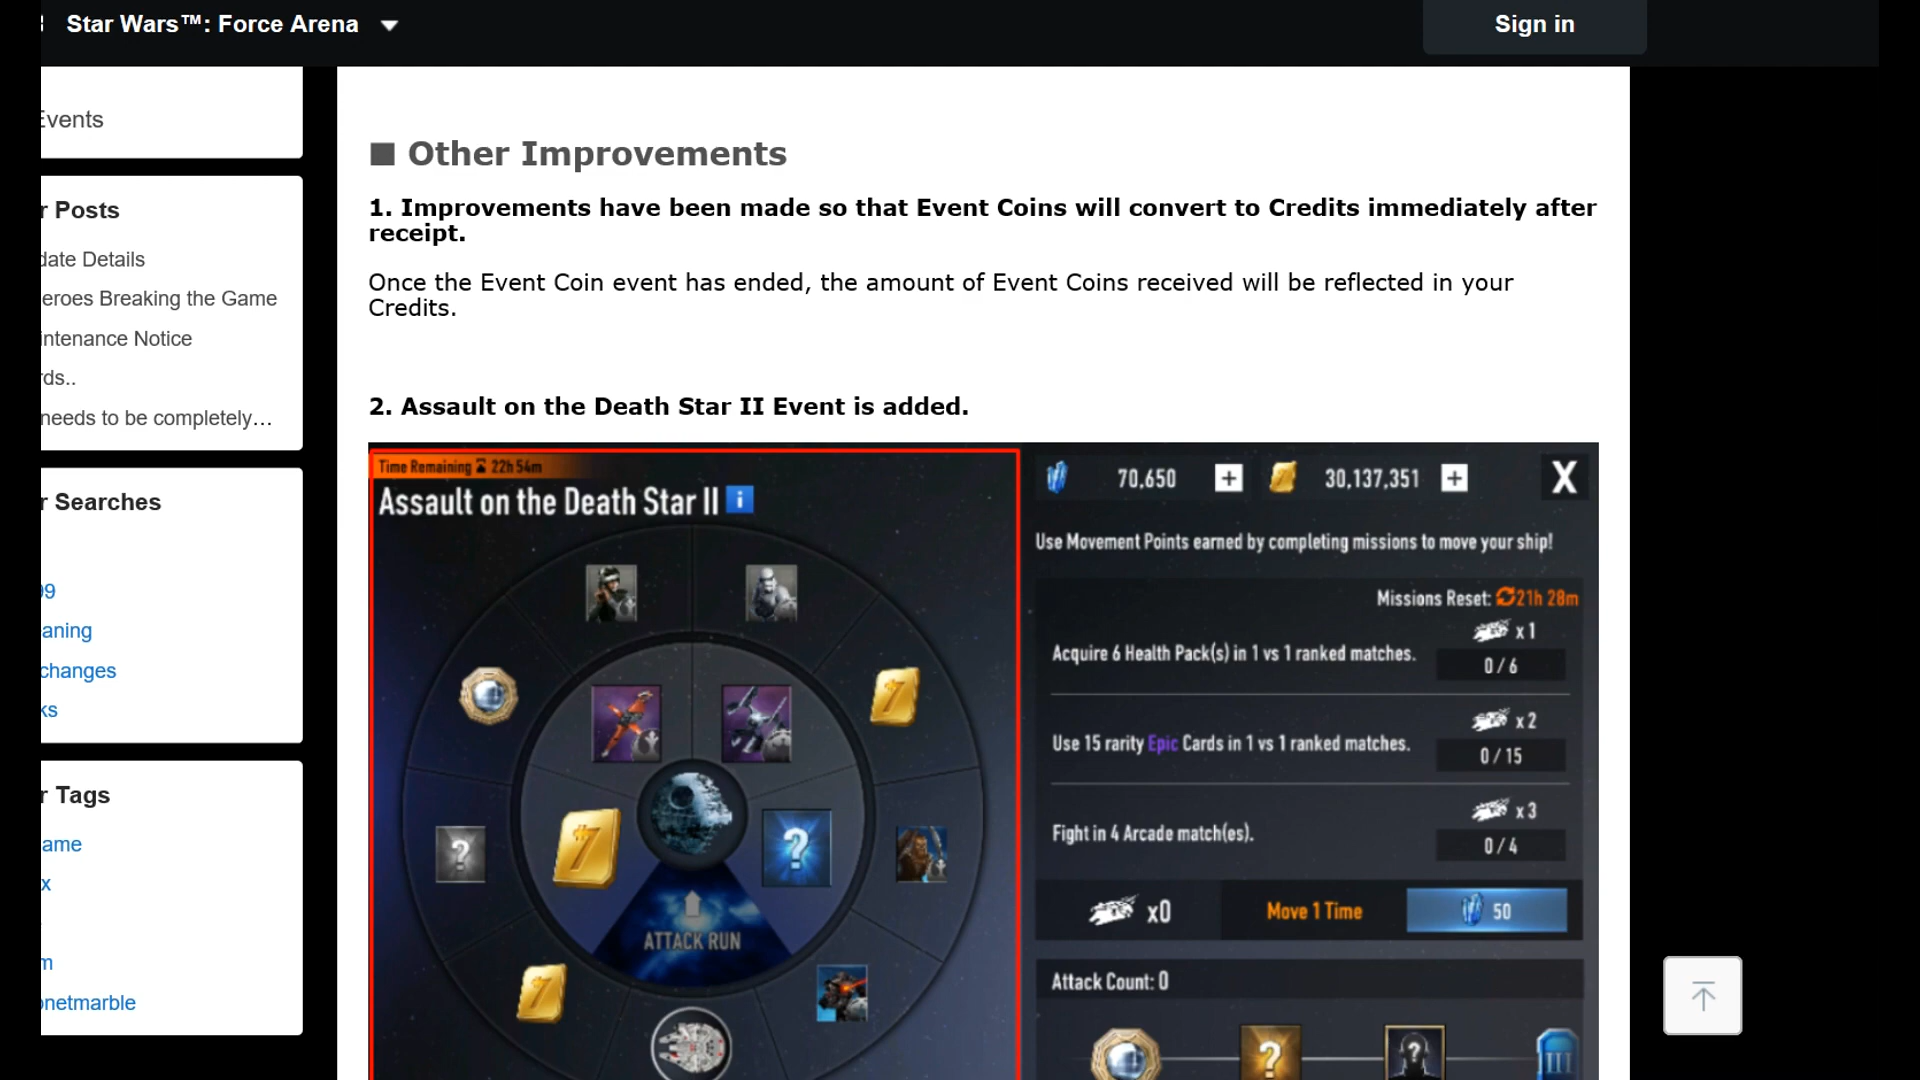 Star Wars™: Force Arena
Sign in
Events
r Posts
date Details
eroes Breaking the Game
intenance Notice
rds..
needs to be completely…
r Searches
99
aning
changes
ks
r Tags
ame
x
m
onetmarble
■ Other Improvements
1. Improvements have been made so that Event Coins will convert to Credits immediately after
receipt.
Once the Event Coin event has ended, the amount of Event Coins received will be reflected in your
Credits.
2. Assault on the Death Star II Event is added.
Time Remaining 22h 54m
Assault on the Death Star II i
ATTACK RUN
70,650 + 30,137,351 + X
Use Movement Points earned by completing missions to move your ship!
Missions Reset: 21h 28m
x1
Acquire 6 Health Pack(s) in 1 vs 1 ranked matches.
0 / 6
x2
Use 15 rarity Epic Cards in 1 vs 1 ranked matches.
0 / 15
x3
Fight in 4 Arcade match(es).
0 / 4
x0 Move 1 Time 50
Attack Count: 0
? ? III